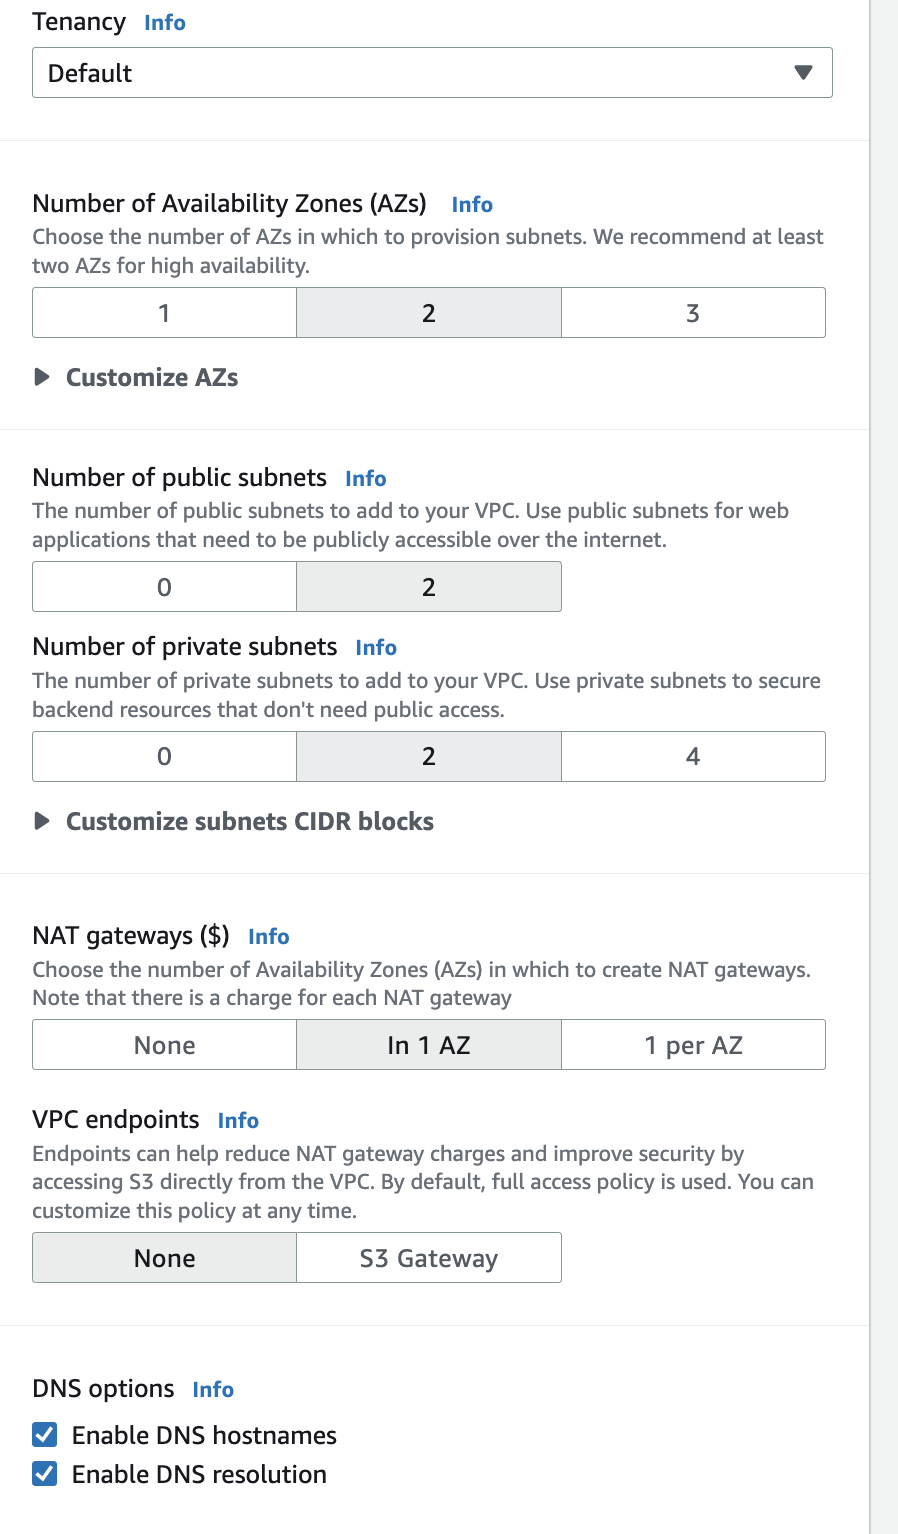 Tenancy Info
Default
Number of Availability Zones (AZs) Info
Choose the number of AZs in which to provision subnets. We recommend at least
two AZs for high availability.
1 2 3
Customize AZs
Number of public subnets Info
The number of public subnets to add to your VPC. Use public subnets for web
applications that need to be publicly accessible over the internet.
0 2
Number of private subnets Info
The number of private subnets to add to your VPC. Use private subnets to secure
backend resources that don't need public access.
0 2 4
Customize subnets CIDR blocks
NAT gateways ($) Info
Choose the number of Availability Zones (AZs) in which to create NAT gateways.
Note that there is a charge for each NAT gateway
None In 1 AZ 1 per AZ
VPC endpoints Info
Endpoints can help reduce NAT gateway charges and improve security by
accessing S3 directly from the VPC. By default, full access policy is used. You can
customize this policy at any time.
None S3 Gateway
DNS options Info
Enable DNS hostnames
Enable DNS resolution